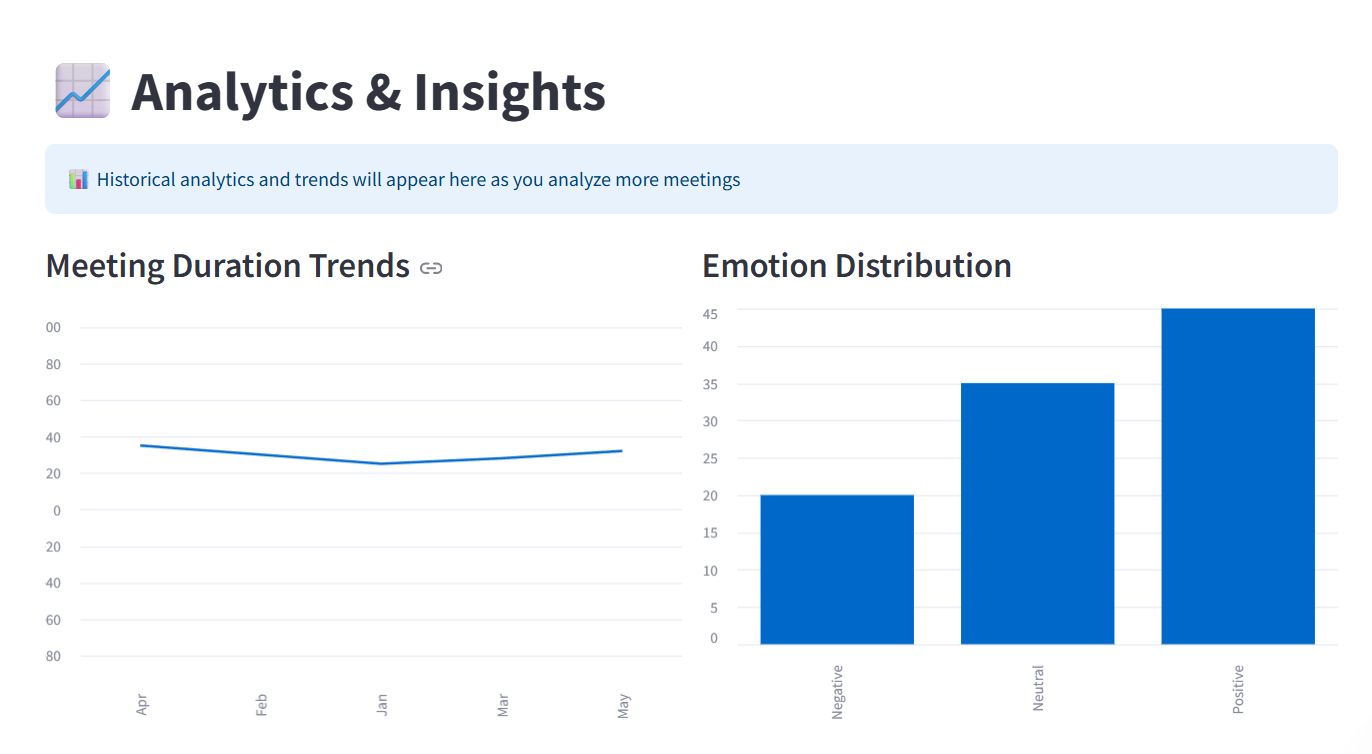 Analytics & Insights
Historical analytics and trends will appear here as you analyze more meetings
Meeting Duration Trends
00
80
60
40
20
0
20
40
60
80
Apr
Feb
Jan
Mar
May
Emotion Distribution
45
40
35
30
25
20
15
10
5
0
Negative
Neutral
Positive